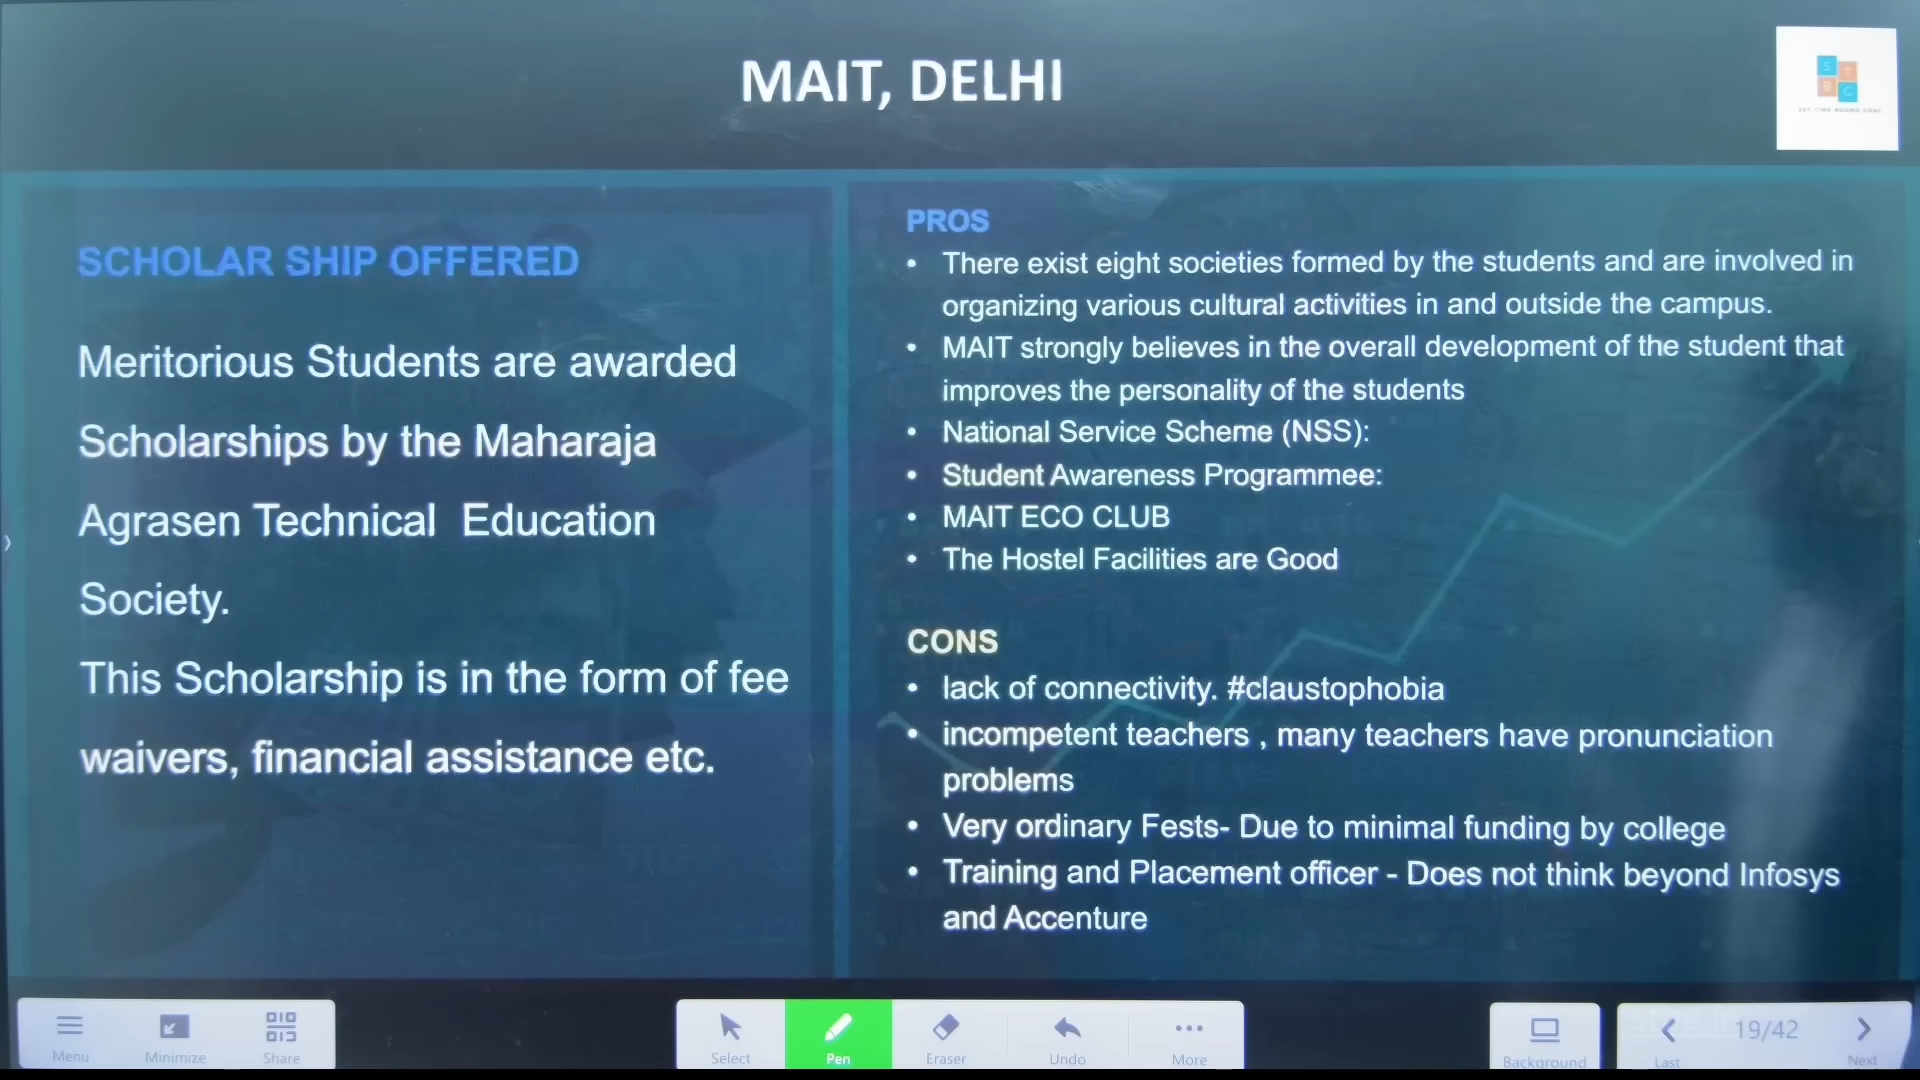 MAIT, DELHI
S
T
B
G
SET TIME BOUND GOAL
SCHOLAR SHIP OFFERED
Meritorious Students are awarded
Scholarships by the Maharaja
Agrasen Technical Education
Society.
This Scholarship is in the form of fee
waivers, financial assistance etc.
PROS
• There exist eight societies formed by the students and are involved in
organizing various cultural activities in and outside the campus.
• MAIT strongly believes in the overall development of the student that
improves the personality of the students
• National Service Scheme (NSS):
• Student Awareness Programmee:
• MAIT ECO CLUB
• The Hostel Facilities are Good
CONS
• lack of connectivity. #claustophobia
• incompetent teachers , many teachers have pronunciation
problems
• Very ordinary Fests- Due to minimal funding by college
• Training and Placement officer - Does not think beyond Infosys
and Accenture
Menu
Minimize
Share
Select
Pen
Eraser
Undo
More
Background
Last
19/42
Next